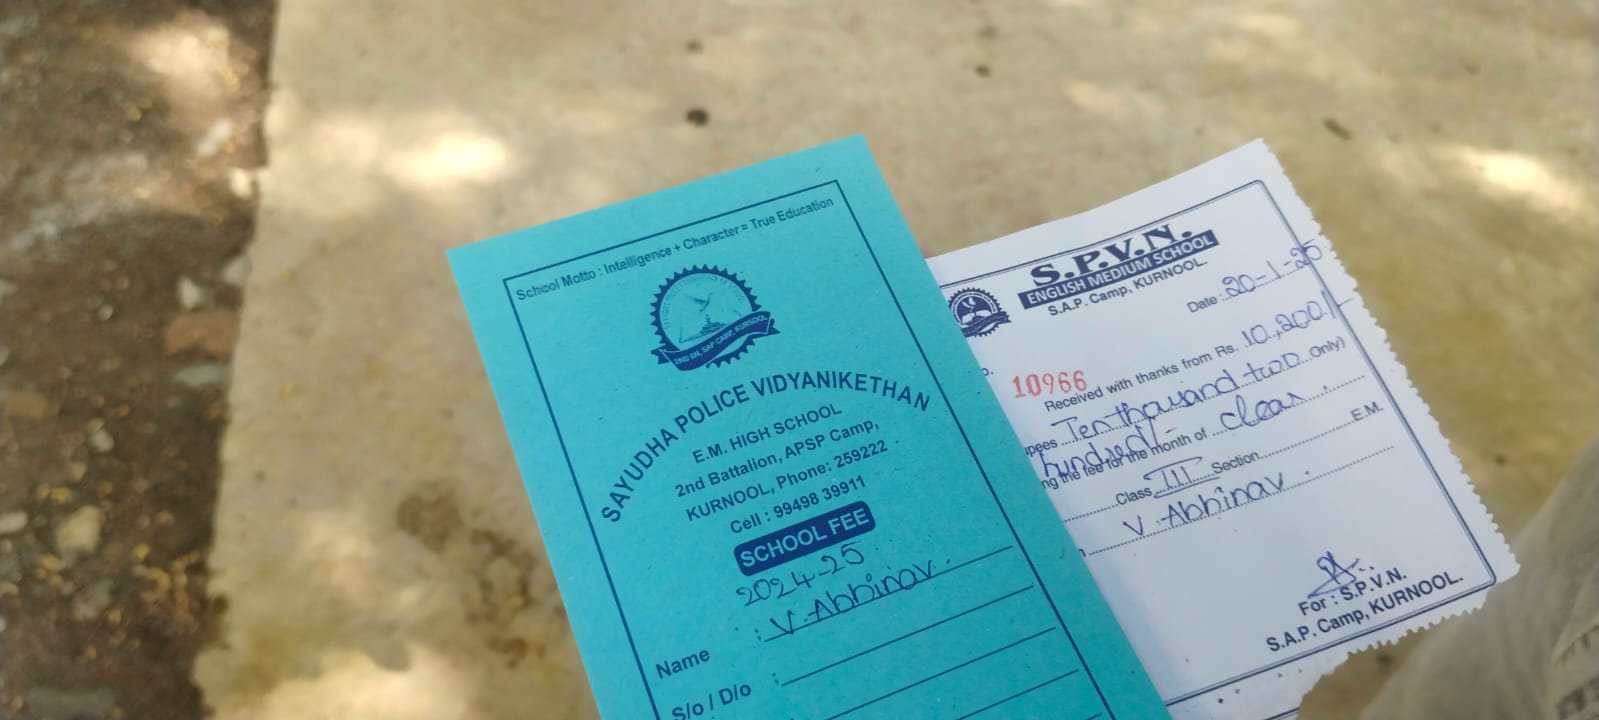 School Motto : Intelligence + Character = True Education
2ND BN, SAP CAMP, KURNOOL
SAYUDHA POLICE VIDYANIKETHAN
E.M. HIGH SCHOOL
2nd Battalion, APSP Camp,
KURNOOL, Phone: 259222
Cell : 99498 39911
SCHOOL FEE
2024-25
Name : V. Abhinav.
S/o / D/o :
S.P.V.N.
ENGLISH MEDIUM SCHOOL
S.A.P. Camp, KURNOOL.
Date : 20-1-25
o. 10966
Received with thanks from Rs. 10,200/-
upees Ten thousand two Only)
hundred/-
ng the fee for the month of clear.
Class III Section E.M.
V. Abhinav.
For : S.P.V.N.
S.A.P. Camp, KURNOOL.